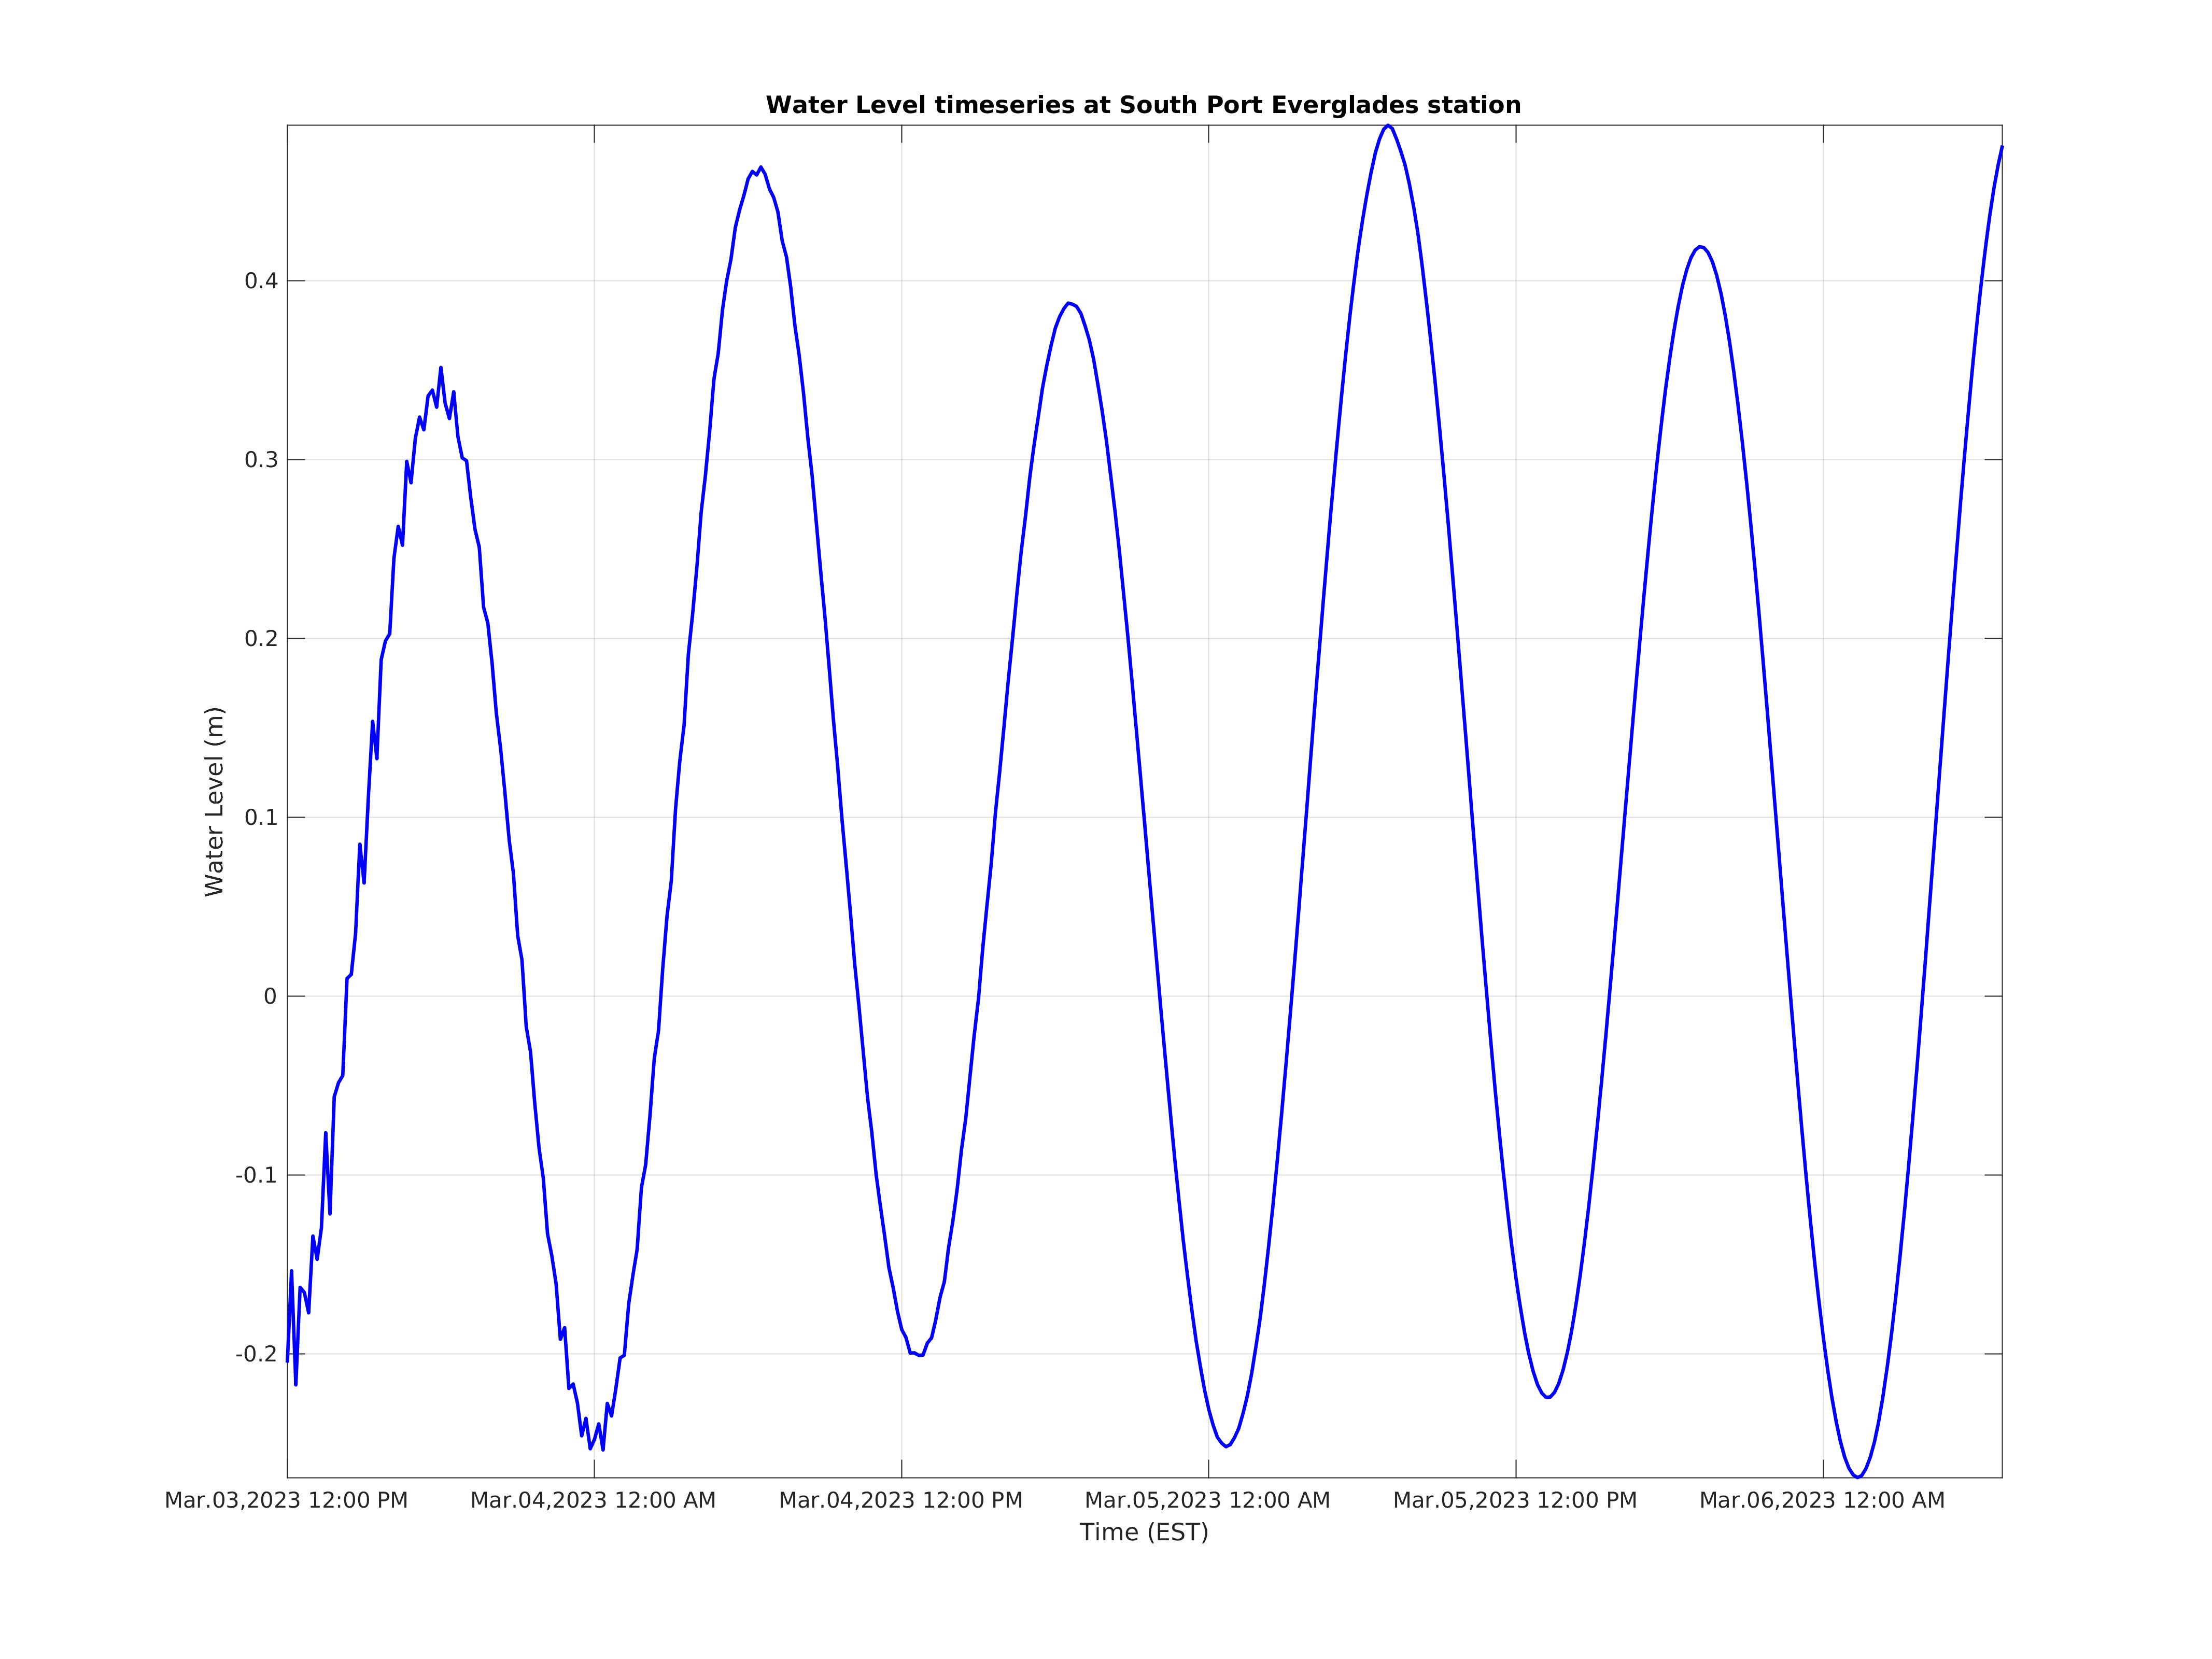 Water Level timeseries at South Port Everglades station
Water Level (m)
0.4
0.3
0.2
0.1
0
-0.1
-0.2
Mar.03,2023 12:00 PM Mar.04,2023 12:00 AM Mar.04,2023 12:00 PM Mar.05,2023 12:00 AM Mar.05,2023 12:00 PM Mar.06,2023 12:00 AM
Time (EST)